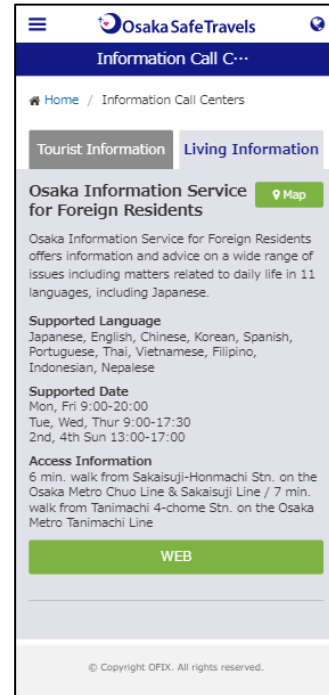 Osaka Safe Travels
Information Call C…
Home / Information Call Centers
Tourist Information
Living Information
Osaka Information Service
for Foreign Residents
Map
Osaka Information Service for Foreign Residents
offers information and advice on a wide range of
issues including matters related to daily life in 11
languages, including Japanese.
Supported Language
Japanese, English, Chinese, Korean, Spanish,
Portuguese, Thai, Vietnamese, Filipino,
Indonesian, Nepalese
Supported Date
Mon, Fri 9:00-20:00
Tue, Wed, Thur 9:00-17:30
2nd, 4th Sun 13:00-17:00
Access Information
6 min. walk from Sakaisuji-Honmachi Stn. on the
Osaka Metro Chuo Line & Sakaisuji Line / 7 min.
walk from Tanimachi 4-chome Stn. on the Osaka
Metro Tanimachi Line
WEB
© Copyright OFIX. All rights reserved.